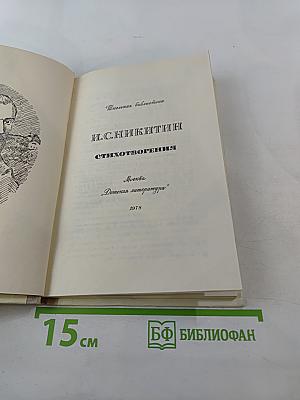 Школьная библиотека
И.С.НИКИТИН
СТИХОТВОРЕНИЯ
Москва
„Детская литература"
1978
15 см
БФ БИБЛИОФАН